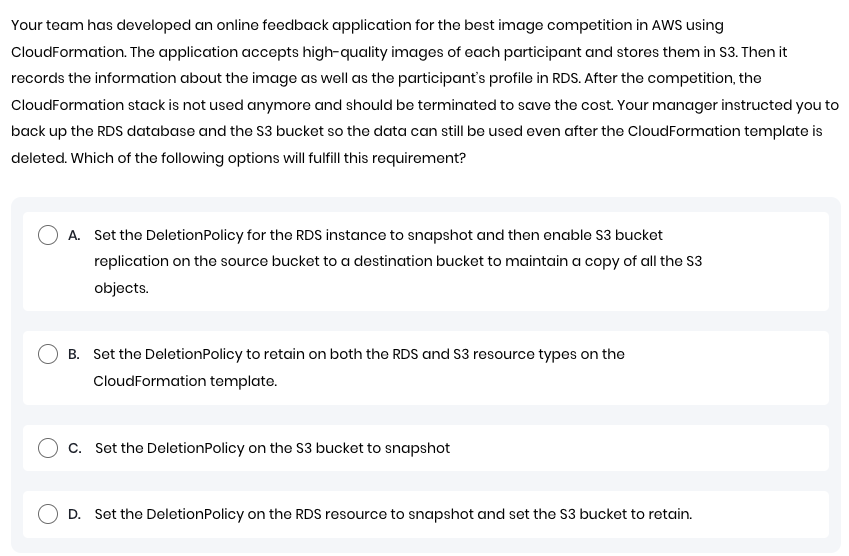 Your team has developed an online feedback application for the best image competition in AWS using
CloudFormation. The application accepts high-quality images of each participant and stores them in S3. Then it
records the information about the image as well as the participant's profile in RDS. After the competition, the
CloudFormation stack is not used anymore and should be terminated to save the cost. Your manager instructed you to
back up the RDS database and the S3 bucket so the data can still be used even after the CloudFormation template is
deleted. Which of the following options will fulfill this requirement?
A. Set the DeletionPolicy for the RDS instance to snapshot and then enable S3 bucket
replication on the source bucket to a destination bucket to maintain a copy of all the S3
objects.
B. Set the DeletionPolicy to retain on both the RDS and S3 resource types on the
CloudFormation template.
C. Set the DeletionPolicy on the S3 bucket to snapshot
D. Set the DeletionPolicy on the RDS resource to snapshot and set the S3 bucket to retain.